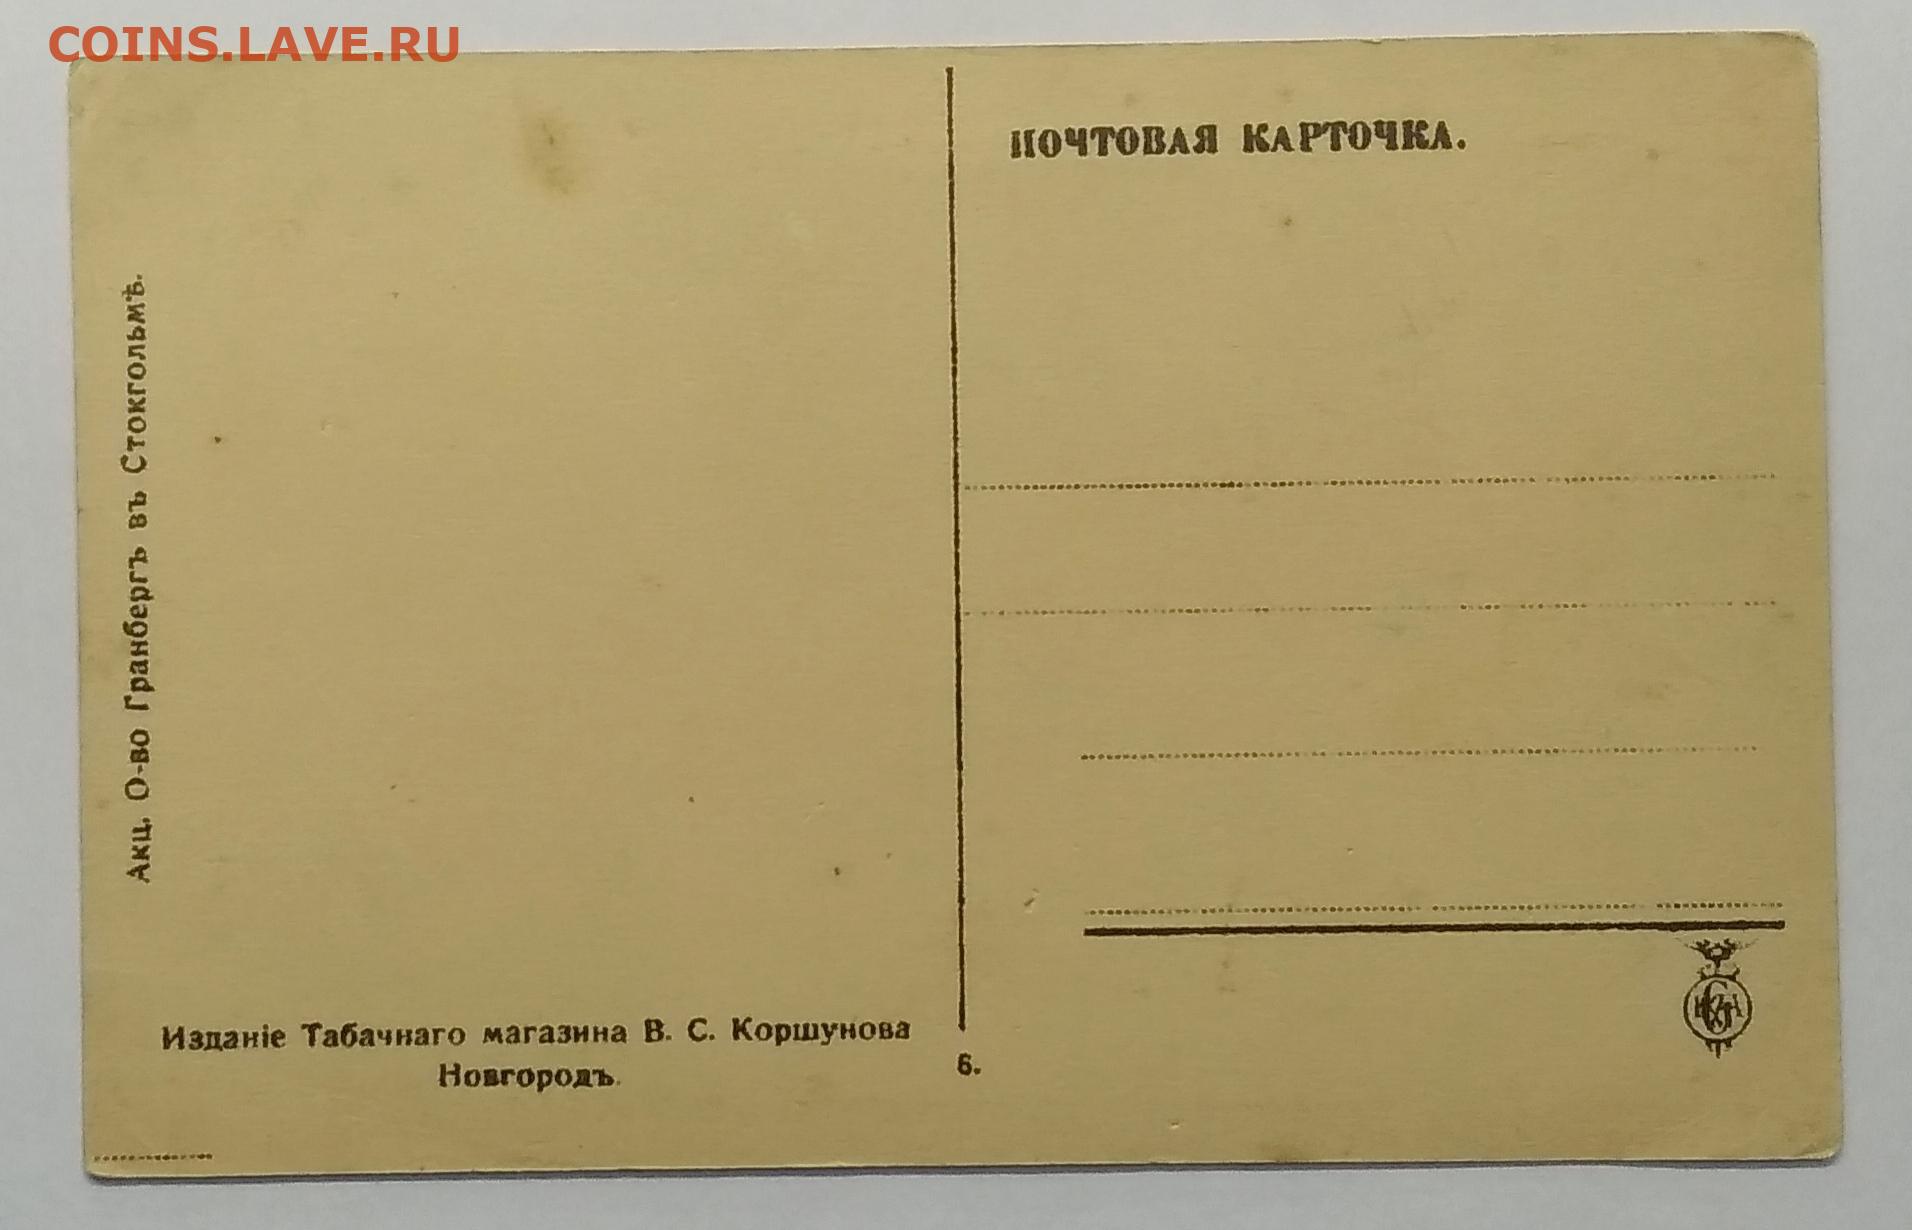 COINS.LAVE.RU
ПОЧТОВАЯ КАРТОЧКА.
Акц. О-во Гранбергъ въ Стокгольмѣ.
Изданіе Табачнаго магазина В. С. Коршунова
Новгородъ.
6.